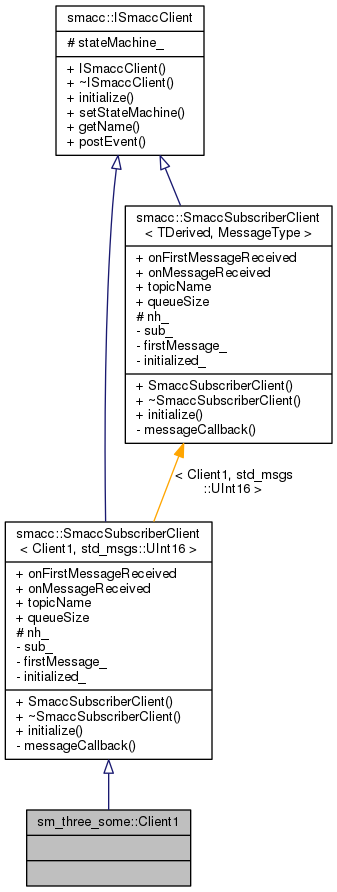 smacc::ISmaccClient
# stateMachine_
+ ISmaccClient()
+ ~ISmaccClient()
+ initialize()
+ setStateMachine()
+ getName()
+ postEvent()
smacc::SmaccSubscriberClient
< TDerived, MessageType >
+ onFirstMessageReceived
+ onMessageReceived
+ topicName
+ queueSize
# nh_
- sub_
- firstMessage_
- initialized_
+ SmaccSubscriberClient()
+ ~SmaccSubscriberClient()
+ initialize()
- messageCallback()
< Client1, std_msgs
::UInt16 >
smacc::SmaccSubscriberClient
< Client1, std_msgs::UInt16 >
+ onFirstMessageReceived
+ onMessageReceived
+ topicName
+ queueSize
# nh_
- sub_
- firstMessage_
- initialized_
+ SmaccSubscriberClient()
+ ~SmaccSubscriberClient()
+ initialize()
- messageCallback()
sm_three_some::Client1